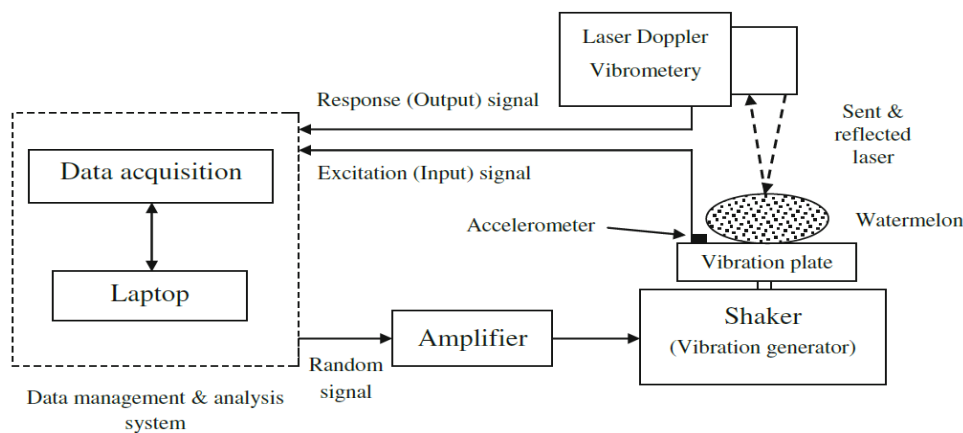 Laser Doppler
Vibrometery
Response (Output) signal
Sent &
reflected
laser
Data acquisition
Excitation (Input) signal
Accelerometer
Watermelon
Vibration plate
Laptop
Amplifier
Shaker
(Vibration generator)
Random
signal
Data management & analysis
system